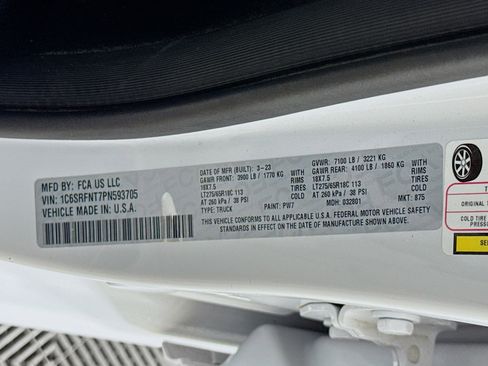 MFD BY: FCA US LLC
VIN: 1C6SRFNT7PN593705
VEHICLE MADE IN: U.S.A.
DATE OF MFR (BUILT): 3-23 GVWR: 7100 LB / 3221 KG
GAWR FRONT: 3900 LB / 1770 KG WITH GAWR REAR: 4100 LB / 1860 KG WITH
18X7.5 RIMS 18X7.5 RIMS
LT275/65R18C 113 TIRES LT275/65R18C 113 TIRES
AT 260 kPa / 38 PSI COLD AT 260 kPa / 38 PSI COLD
TYPE: TRUCK PAINT: PW7 MDH: 032801 MKT: 875
THIS VEHICLE CONFORMS TO ALL APPLICABLE U.S.A. FEDERAL MOTOR VEHICLE
SAFETY STANDARDS IN EFFECT ON THE DATE OF MANUFACTURE SHOWN ABOVE.
COLD TI
PRESS